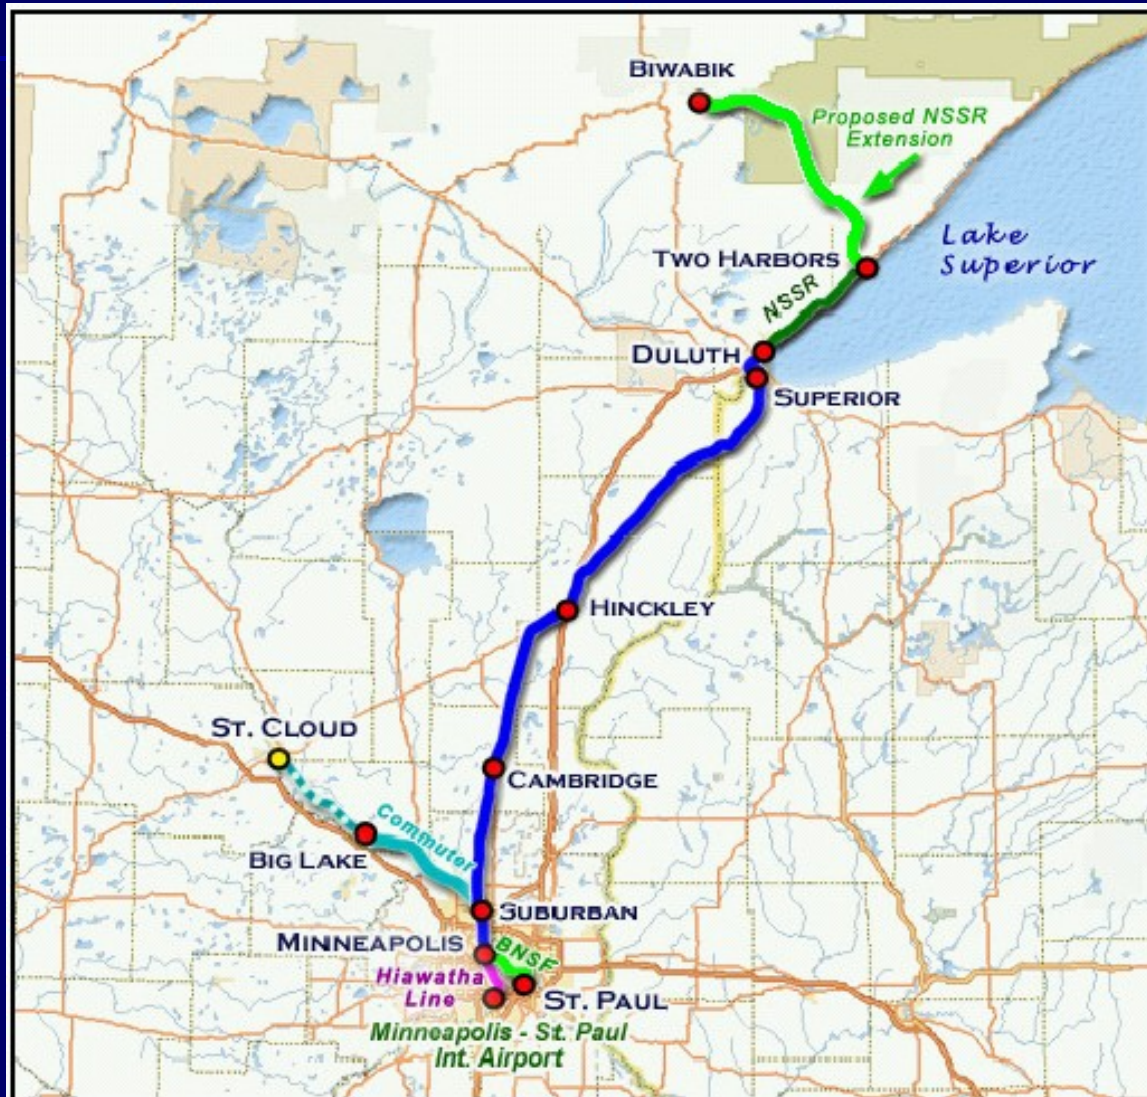 BIWABIK
Proposed NSSR
Extension
Lake
Superior
TWO HARBORS
NSSR
DULUTH
SUPERIOR
HINCKLEY
ST. CLOUD
CAMBRIDGE
Commuter
BIG LAKE
SUBURBAN
MINNEAPOLIS
BNSF
Hiawatha
Line
ST. PAUL
Minneapolis - St. Paul
Int. Airport